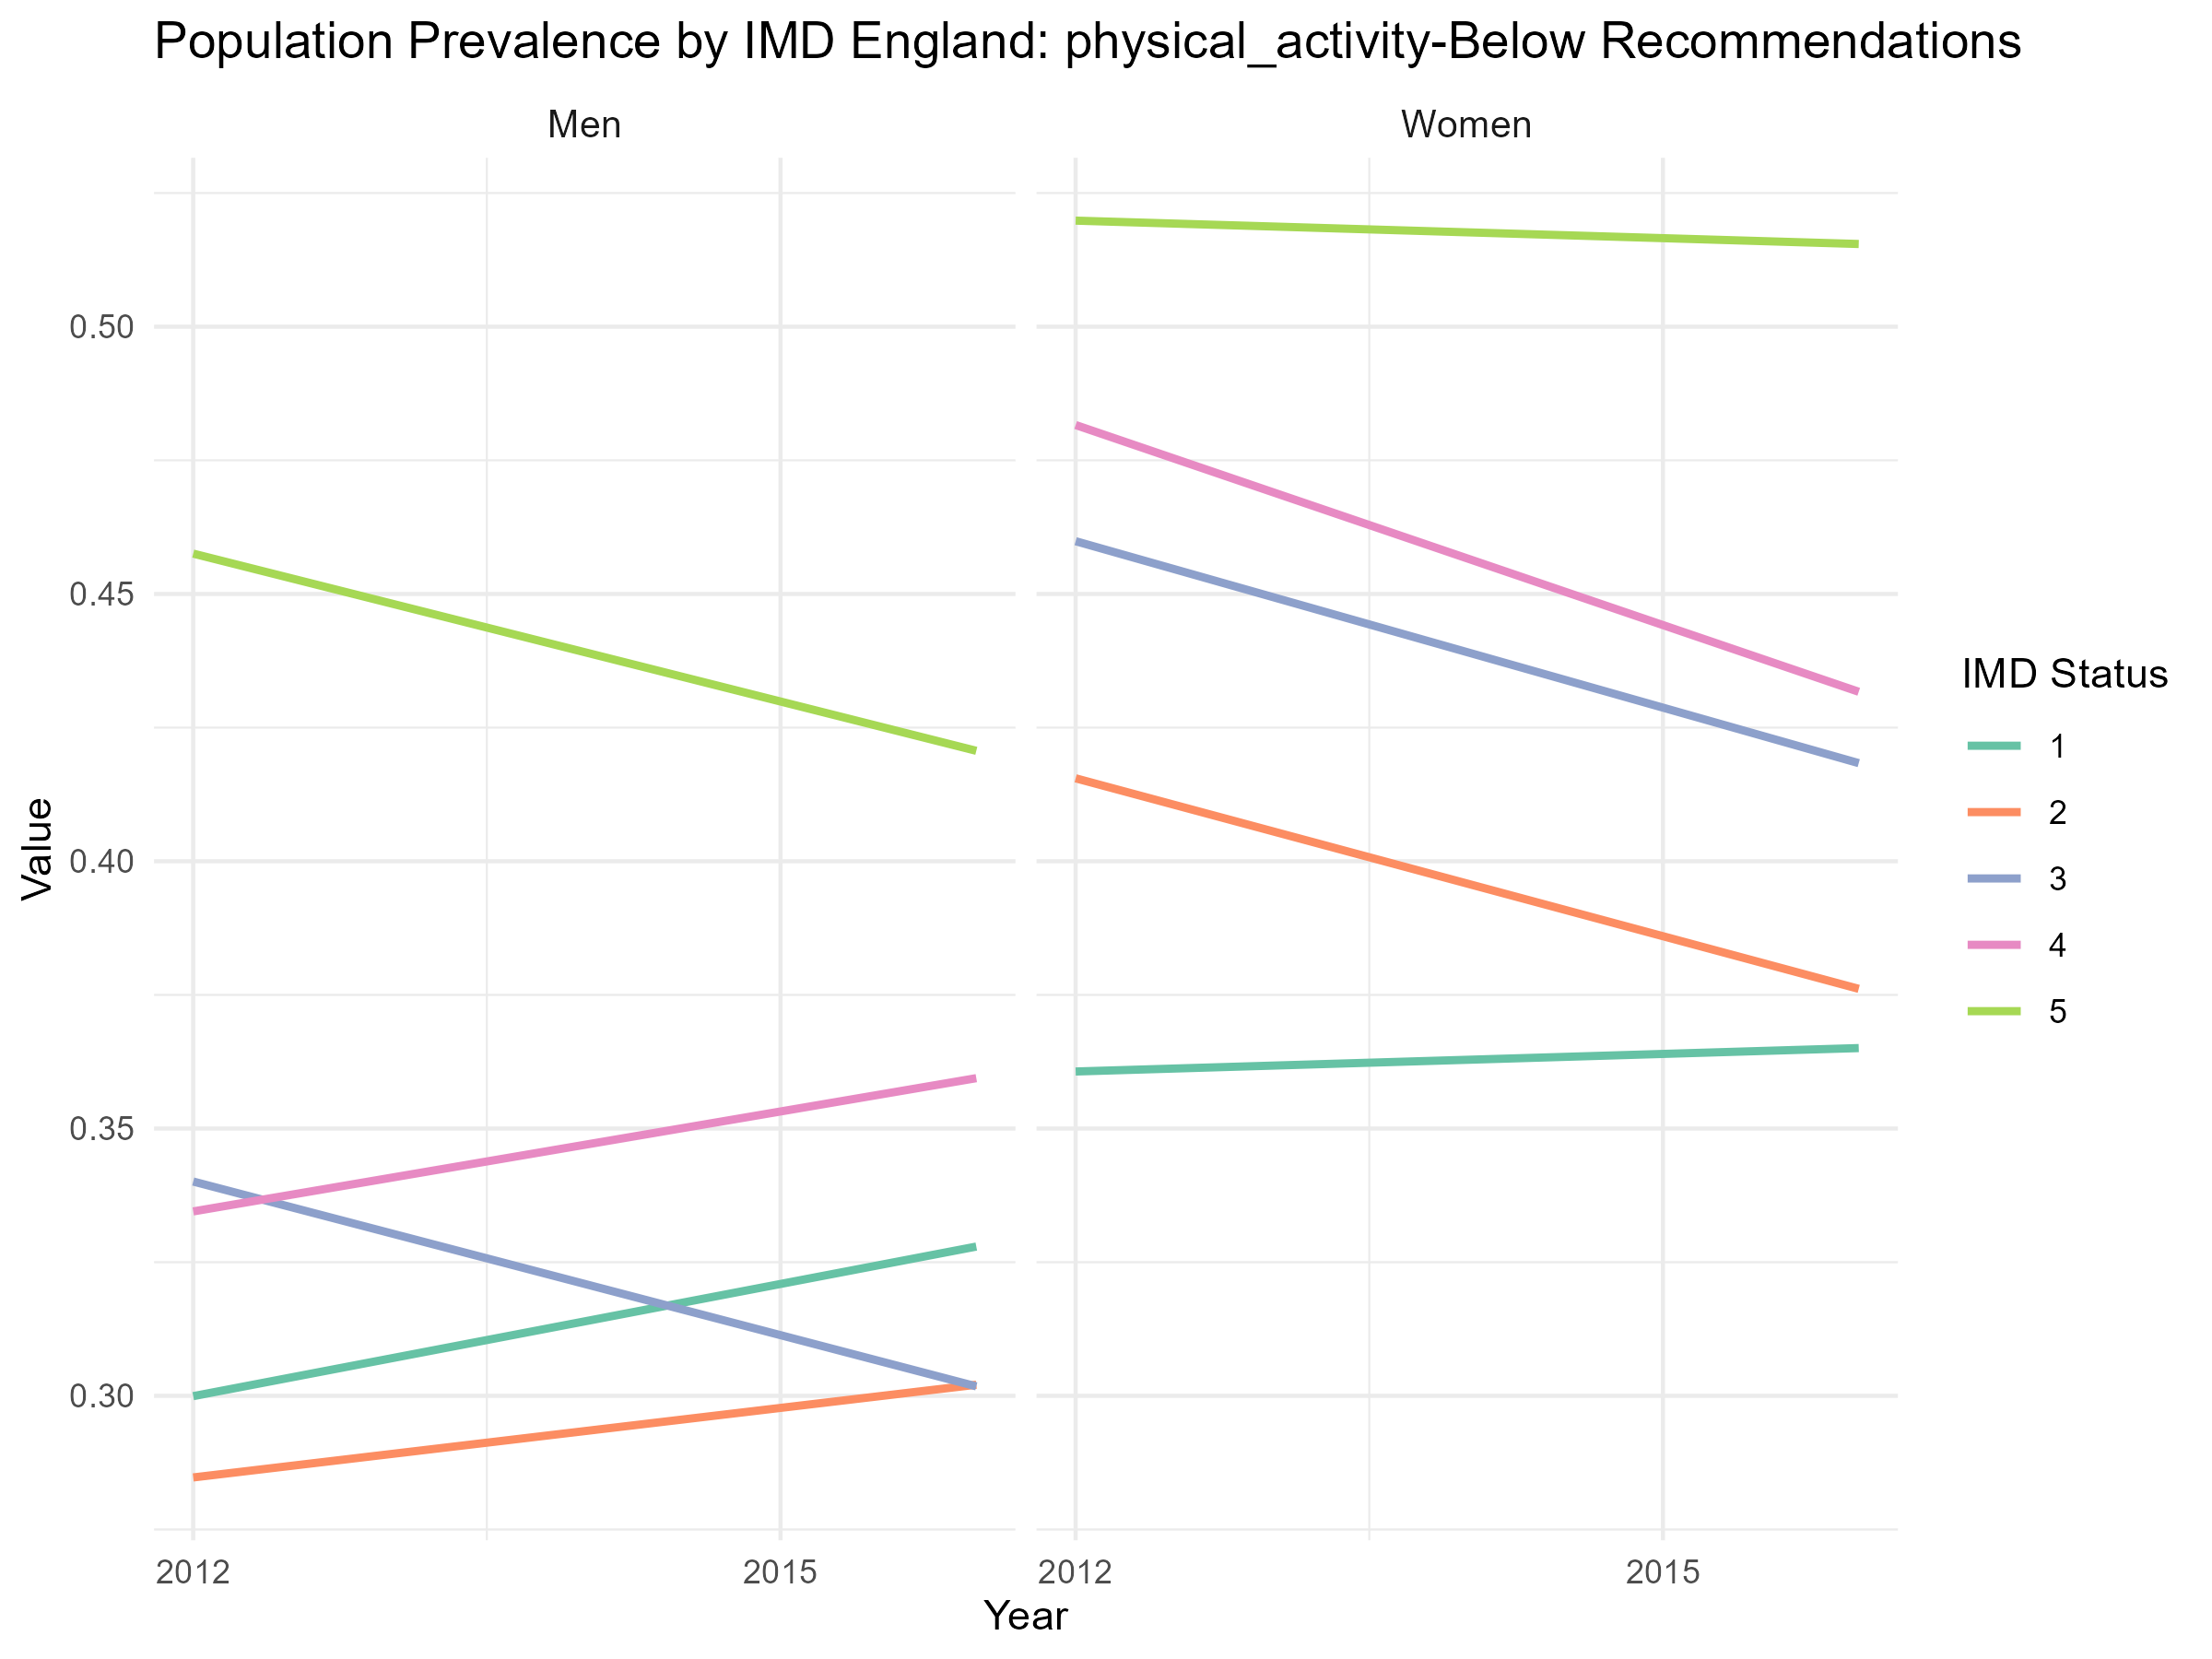 Population Prevalence by IMD England: physical_activity-Below Recommendations
Men
Women
0.50
0.45
0.40
0.35
0.30
Value
2012
2015
2012
2015
Year
IMD Status
1
2
3
4
5